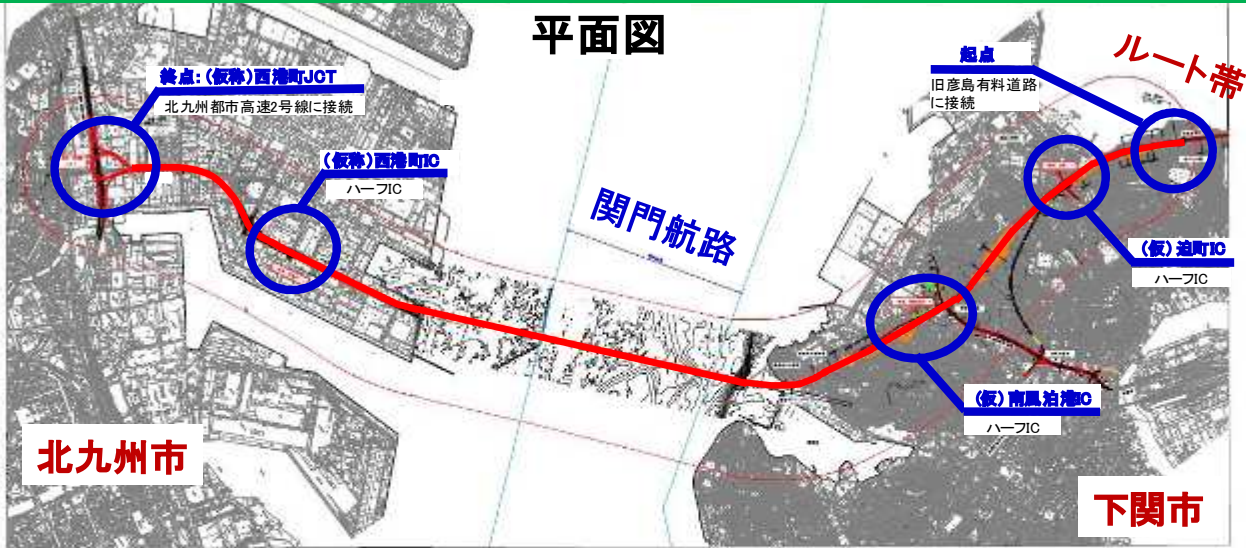 平面図
終点:(仮称)西港町JCT
北九州都市高速2号線に接続
(仮称)西港町IC
ハーフIC
関門航路
起点
旧彦島有料道路
に接続
ルート帯
(仮)迫町IC
ハーフIC
(仮)南風泊港IC
ハーフIC
北九州市
下関市